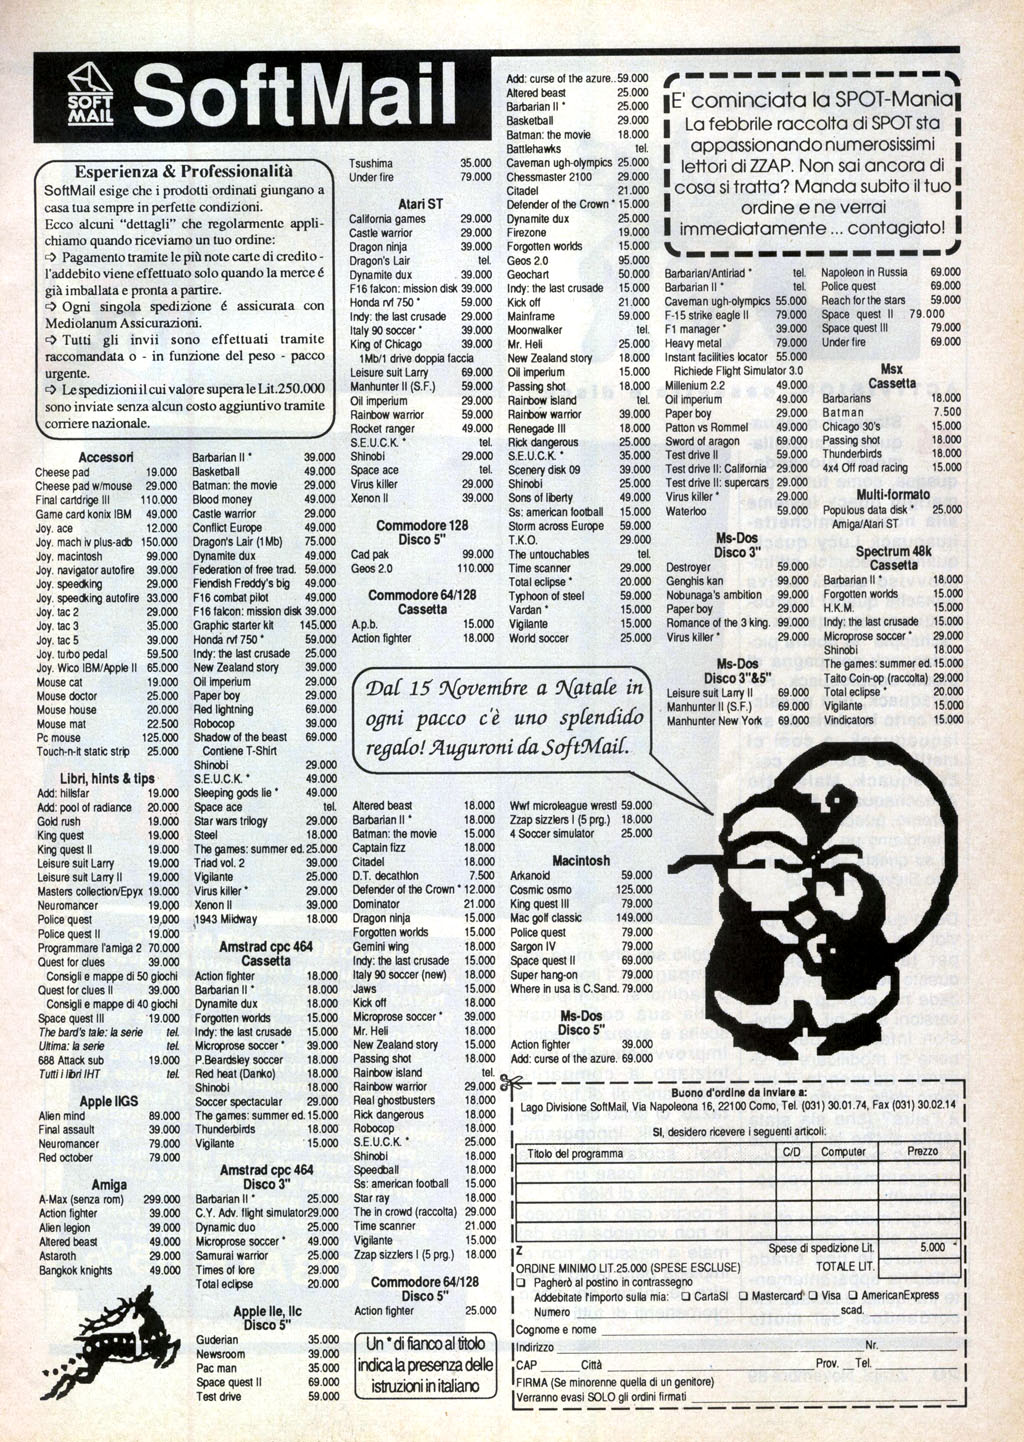 SOFT
MAIL
SoftMail
Esperienza & Professionalità
SoftMail esige che i prodotti ordinati giungano a
casa tua sempre in perfette condizioni.
Ecco alcuni “dettagli” che regolarmente appli-
chiamo quando riceviamo un tuo ordine:
➪ Pagamento tramite le più note carte di credito -
l'addebito viene effettuato solo quando la merce é
già imballata e pronta a partire.
➪ Ogni singola spedizione é assicurata con
Mediolanum Assicurazioni.
➪ Tutti gli invii sono effettuati tramite
raccomandata o - in funzione del peso - pacco
urgente.
➪ Le spedizioni il cui valore supera le Lit.250.000
sono inviate senza alcun costo aggiuntivo tramite
corriere nazionale.
Accessori
Cheese pad 19.000
Cheese pad w/mouse 29.000
Final cartdrige III 110.000
Game card konix IBM 49.000
Joy. ace 12.000
Joy. mach iv plus-adb 150.000
Joy. macintosh 99.000
Joy. navigator autofire 39.000
Joy. speedking 29.000
Joy. speedking autofire 33.000
Joy. tac 2 29.000
Joy. tac 3 35.000
Joy. tac 5 39.000
Joy. turbo pedal 59.500
Joy. Wico IBM/Apple II 65.000
Mouse cat 19.000
Mouse doctor 25.000
Mouse house 20.000
Mouse mat 22.500
Pc mouse 125.000
Touch-n-it static strip 25.000
Libri, hints & tips
Add: hillsfar 19.000
Add: pool of radiance 20.000
Gold rush 19.000
King quest 19.000
King quest II 19.000
Leisure suit Larry 19.000
Leisure suit Larry II 19.000
Masters collection/Epyx 19.000
Neuromancer 19.000
Police quest 19.000
Police quest II 19.000
Programmare l'amiga 2 70.000
Quest for clues 39.000
Consigli e mappe di 50 giochi
Quest for clues II 39.000
Consigli e mappe di 40 giochi
Space quest III 19.000
The bard's tale: la serie tel.
Ultima: la serie tel.
688 Attack sub 19.000
Tutti i libri IHT tel.
Apple IIGS
Alien mind 89.000
Final assault 39.000
Neuromancer 79.000
Red october 79.000
Amiga
A-Max (senza rom) 299.000
Action fighter 39.000
Alien legion 39.000
Altered beast 49.000
Astaroth 29.000
Bangkok knights 49.000
Barbarian II * 39.000
Basketball 49.000
Batman: the movie 29.000
Blood money 49.000
Castle warrior 29.000
Conflict Europe 49.000
Dragon's Lair (1Mb) 75.000
Dynamite dux 49.000
Federation of free trad. 59.000
Fiendish Freddy's big 49.000
F16 combat pilot 49.000
F16 falcon: mission disk 39.000
Graphic starter kit 145.000
Honda rvf 750 * 59.000
Indy: the last crusade 25.000
New Zealand story 39.000
Oil imperium 29.000
Paper boy 29.000
Red lightning 69.000
Robocop 39.000
Shadow of the beast 69.000
Contiene T-Shirt
Shinobi 29.000
S.E.U.C.K. * 49.000
Sleeping gods lie * 49.000
Space ace tel.
Star wars trilogy 29.000
Steel 18.000
The games: summer ed. 25.000
Triad vol. 2 39.000
Vigilante 25.000
Virus killer * 29.000
Xenon II 39.000
1943 Midway 18.000
Amstrad cpc 464
Cassetta
Action fighter 18.000
Barbarian II * 18.000
Dynamite dux 18.000
Forgotten worlds 15.000
Indy: the last crusade 15.000
Microprose soccer * 39.000
P.Beardsley soccer 18.000
Red heat (Danko) 18.000
Shinobi 18.000
Soccer spectacular 29.000
The games: summer ed. 15.000
Thunderbirds 18.000
Vigilante 15.000
Amstrad cpc 464
Disco 3"
Barbarian II * 25.000
C.Y. Adv. flight simulator 29.000
Dynamic duo 25.000
Microprose soccer * 49.000
Samurai warrior 25.000
Times of lore 29.000
Total eclipse 20.000
Apple IIe, IIc
Disco 5"
Guderian 35.000
Newsroom 39.000
Pac man 35.000
Space quest II 69.000
Test drive 59.000
Tsushima 35.000
Under fire 79.000
Atari ST
California games 29.000
Castle warrior 29.000
Dragon ninja 39.000
Dragon's Lair tel.
Dynamite dux 39.000
F16 falcon: mission disk 39.000
Honda rvf 750 * 59.000
Indy: the last crusade 29.000
Italy 90 soccer * 39.000
King of Chicago 39.000
1Mb/1 drive doppia faccia
Leisure suit Larry 69.000
Manhunter II (S.F.) 59.000
Oil imperium 29.000
Rainbow warrior 59.000
Rocket ranger 49.000
S.E.U.C.K. * tel.
Shinobi 29.000
Space ace tel.
Virus killer 29.000
Xenon II 39.000
Commodore 128
Disco 5"
Cad pak 99.000
Geos 2.0 110.000
Commodore 64/128
Cassetta
A.p.b. 15.000
Action fighter 18.000
Dal 15 Novembre a Natale in
ogni pacco c'è uno splendido
regalo! Auguroni da SoftMail.
Altered beast 18.000
Barbarian II * 18.000
Batman: the movie 15.000
Captain fizz 18.000
Citadel 18.000
D.T. decathlon 7.500
Defender of the Crown * 12.000
Dominator 21.000
Dragon ninja 15.000
Forgotten worlds 15.000
Gemini wing 18.000
Indy: the last crusade 15.000
Italy 90 soccer (new) 18.000
Jaws 15.000
Kick off 18.000
Microprose soccer * 39.000
Mr. Heli 18.000
New Zealand story 15.000
Passing shot 18.000
Rainbow island tel.
Rainbow warrior 29.000
Real ghostbusters 18.000
Rick dangerous 18.000
Robocop 18.000
S.E.U.C.K. * 25.000
Shinobi 18.000
Speedball 18.000
Ss: american football 15.000
Star ray 18.000
The in crowd (raccolta) 29.000
Time scanner 21.000
Vigilante 15.000
Zzap sizzlers I (5 prg.) 18.000
Commodore 64/128
Disco 5"
Action fighter 25.000
Un * di fianco al titolo
indica la presenza delle
istruzioni in italiano
Add: curse of the azure.. 59.000
Altered beast 25.000
Barbarian II * 25.000
Basketball 29.000
Batman: the movie 18.000
Battlehawks tel.
Caveman ugh-olympics 25.000
Chessmaster 2100 29.000
Citadel 21.000
Defender of the Crown * 15.000
Dynamite dux 25.000
Firezone 19.000
Forgotten worlds 15.000
Geos 2.0 95.000
Geochart 50.000
Indy: the last crusade 15.000
Kick off 21.000
Mainframe 59.000
Moonwalker tel.
Mr. Heli 25.000
New Zealand story 18.000
Oil imperium 15.000
Passing shot 18.000
Rainbow island tel.
Rainbow warrior 39.000
Renegade III 18.000
Rick dangerous 25.000
S.E.U.C.K. * 35.000
Scenery disk 09 39.000
Shinobi 25.000
Sons of liberty 49.000
Ss: american football 15.000
Storm across Europe 59.000
T.K.O. 29.000
The untouchables tel.
Time scanner 29.000
Total eclipse * 20.000
Typhoon of steel 59.000
Vardan * 15.000
Vigilante 15.000
World soccer 25.000
Wwf microleague wrestl 59.000
Zzap sizzlers I (5 prg.) 18.000
4 Soccer simulator 25.000
Macintosh
Arkanoid 59.000
Cosmic osmo 125.000
King quest III 79.000
Mac golf classic 149.000
Police quest 79.000
Sargon IV 79.000
Space quest II 69.000
Super hang-on 79.000
Where in usa is C.Sand. 79.000
Ms-Dos
Disco 5"
Action fighter 39.000
Add: curse of the azure. 69.000
E' cominciata la SPOT-Mania
La febbrile raccolta di SPOT sta
appassionando numerosissimi
lettori di ZZAP. Non sai ancora di
cosa si tratta? Manda subito il tuo
ordine e ne verrai
immediatamente ... contagiato!
Barbarian/Antiriad * tel.
Barbarian II * tel.
Caveman ugh-olympics 55.000
F-15 strike eagle II 79.000
F1 manager * 39.000
Heavy metal 79.000
Instant facilities locator 55.000
Richiede Flight Simulator 3.0
Millenium 2.2 49.000
Oil imperium 49.000
Paper boy 29.000
Patton vs Rommel 49.000
Sword of aragon 69.000
Test drive II 59.000
Test drive II: California 29.000
Test drive II: supercars 29.000
Virus killer * 29.000
Waterloo 59.000
Ms-Dos
Disco 3"
Destroyer 59.000
Genghis kan 99.000
Nobunaga's ambition 99.000
Paper boy 29.000
Romance of the 3 king. 99.000
Virus killer * 29.000
Ms-Dos
Disco 3"&5"
Leisure suit Larry II 69.000
Manhunter II (S.F.) 69.000
Manhunter New York 69.000
Napoleon in Russia 69.000
Police quest 69.000
Reach for the stars 59.000
Space quest II 79.000
Space quest III 79.000
Under fire 69.000
Msx
Cassetta
Barbarians 18.000
Batman 7.500
Chicago 30's 15.000
Passing shot 18.000
Thunderbirds 18.000
4x4 Off road racing 15.000
Multi-formato
Populous data disk * 25.000
Amiga/Atari ST
Spectrum 48k
Cassetta
Barbarian II * 18.000
Forgotten worlds 15.000
H.K.M. 15.000
Indy: the last crusade 15.000
Microprose soccer * 29.000
Shinobi 18.000
The games: summer ed. 15.000
Taito Coin-op (raccolta) 29.000
Total eclipse * 20.000
Vigilante 15.000
Vindicators 15.000
Buono d'ordine da inviare a:
Lago Divisione SoftMail, Via Napoleona 16, 22100 Como, Tel. (031) 30.01.74, Fax (031) 30.02.14
SI, desidero ricevere i seguenti articoli:
Titolo del programma C/D Computer Prezzo
Z Spese di spedizione Lit. 5.000
ORDINE MINIMO LIT.25.000 (SPESE ESCLUSE) TOTALE LIT.
❑ Pagherò al postino in contrassegno
Addebitate l'importo sulla mia: ❑ CartaSI ❑ Mastercard ❑ Visa ❑ AmericanExpress
Numero scad.
Cognome e nome
Indirizzo Nr.
CAP Città Prov. Tel.
FIRMA (Se minorenne quella di un genitore)
Verranno evasi SOLO gli ordini firmati